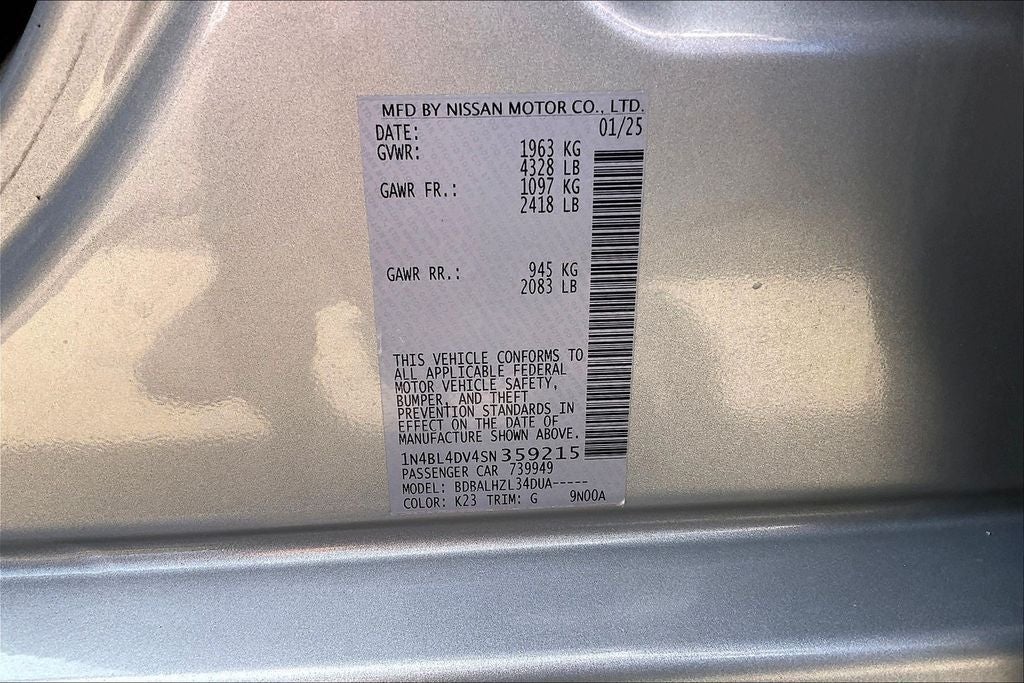 MFD BY NISSAN MOTOR CO., LTD.
DATE: 01/25
GVWR: 1963 KG
4328 LB
GAWR FR.: 1097 KG
2418 LB
GAWR RR.: 945 KG
2083 LB
THIS VEHICLE CONFORMS TO
ALL APPLICABLE FEDERAL
MOTOR VEHICLE SAFETY,
BUMPER, AND THEFT
PREVENTION STANDARDS IN
EFFECT ON THE DATE OF
MANUFACTURE SHOWN ABOVE.
1N4BL4DV4SN359215
PASSENGER CAR 739949
MODEL: BDBALHZL34DUA-----
COLOR: K23 TRIM: G 9N00A